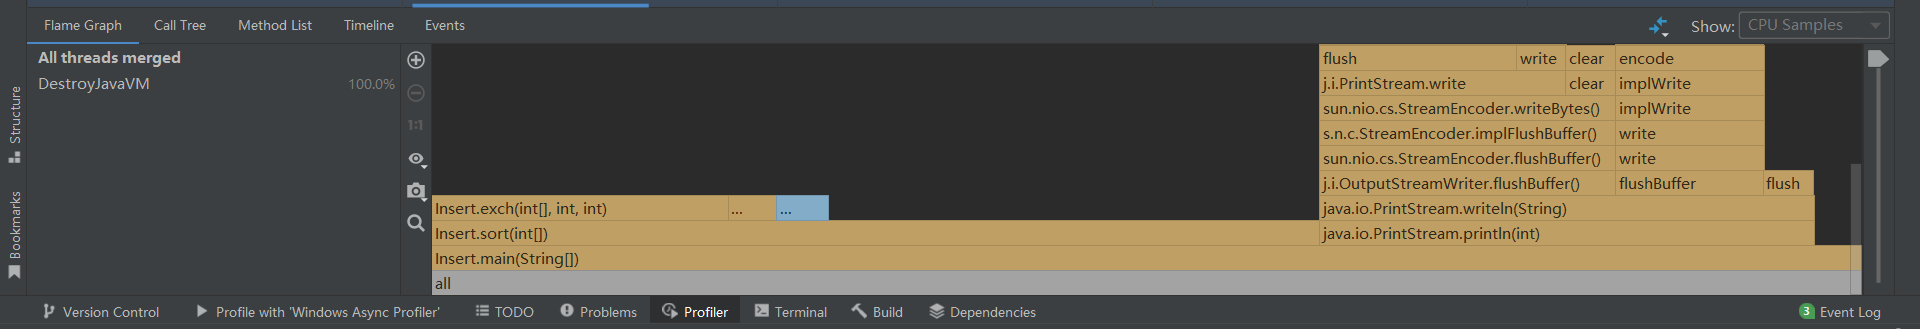 Flame Graph Call Tree Method List Timeline Events Show: CPU Samples
All threads merged
DestroyJavaVM 100.0%
Structure
Bookmarks
1:1
flush write clear encode
j.i.PrintStream.write clear implWrite
sun.nio.cs.StreamEncoder.writeBytes() implWrite
s.n.c.StreamEncoder.implFlushBuffer() write
sun.nio.cs.StreamEncoder.flushBuffer() write
j.i.OutputStreamWriter.flushBuffer() flushBuffer flush
Insert.exch(int[], int, int) ... ... java.io.PrintStream.writeln(String)
Insert.sort(int[]) java.io.PrintStream.println(int)
Insert.main(String[])
all
Version Control Profile with 'Windows Async Profiler' TODO Problems Profiler Terminal Build Dependencies 3 Event Log